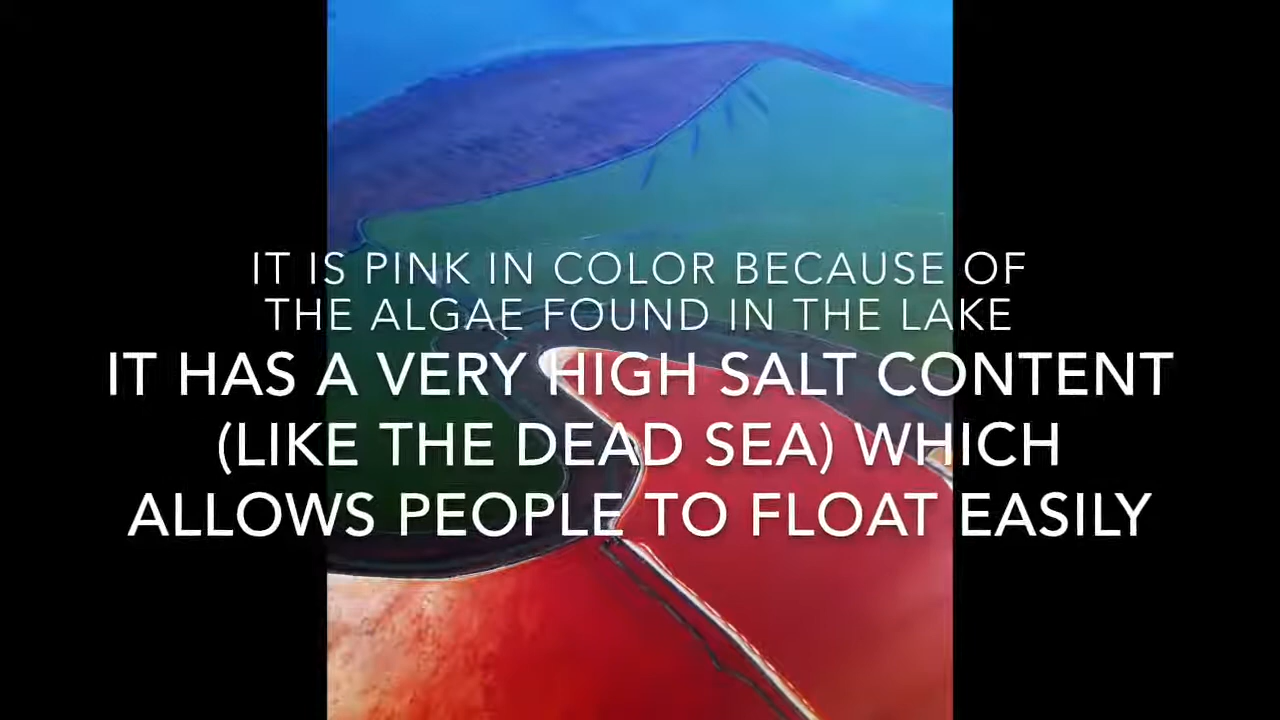 IT IS PINK IN COLOR BECAUSE OF
THE ALGAE FOUND IN THE LAKE
IT HAS A VERY HIGH SALT CONTENT
(LIKE THE DEAD SEA) WHICH
ALLOWS PEOPLE TO FLOAT EASILY